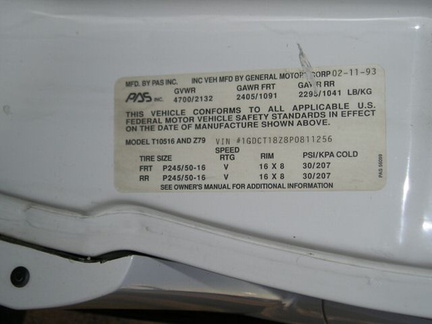 MFD. BY PAS INC. INC VEH MFD BY GENERAL MOTORS CORP 02-11-93
PAS INC. GVWR GAWR FRT GAWR RR
4700/2132 2405/1091 2295/1041 LB/KG
THIS VEHICLE CONFORMS TO ALL APPLICABLE U.S.
FEDERAL MOTOR VEHICLE SAFETY STANDARDS IN EFFECT
ON THE DATE OF MANUFACTURE SHOWN ABOVE.
MODEL T10516 AND Z79 VIN #1GDCT18Z8P0811256
TIRE SIZE SPEED RTG RIM PSI/KPA COLD
FRT P245/50-16 V 16 X 8 30/207
RR P245/50-16 V 16 X 8 30/207
SEE OWNER'S MANUAL FOR ADDITIONAL INFORMATION